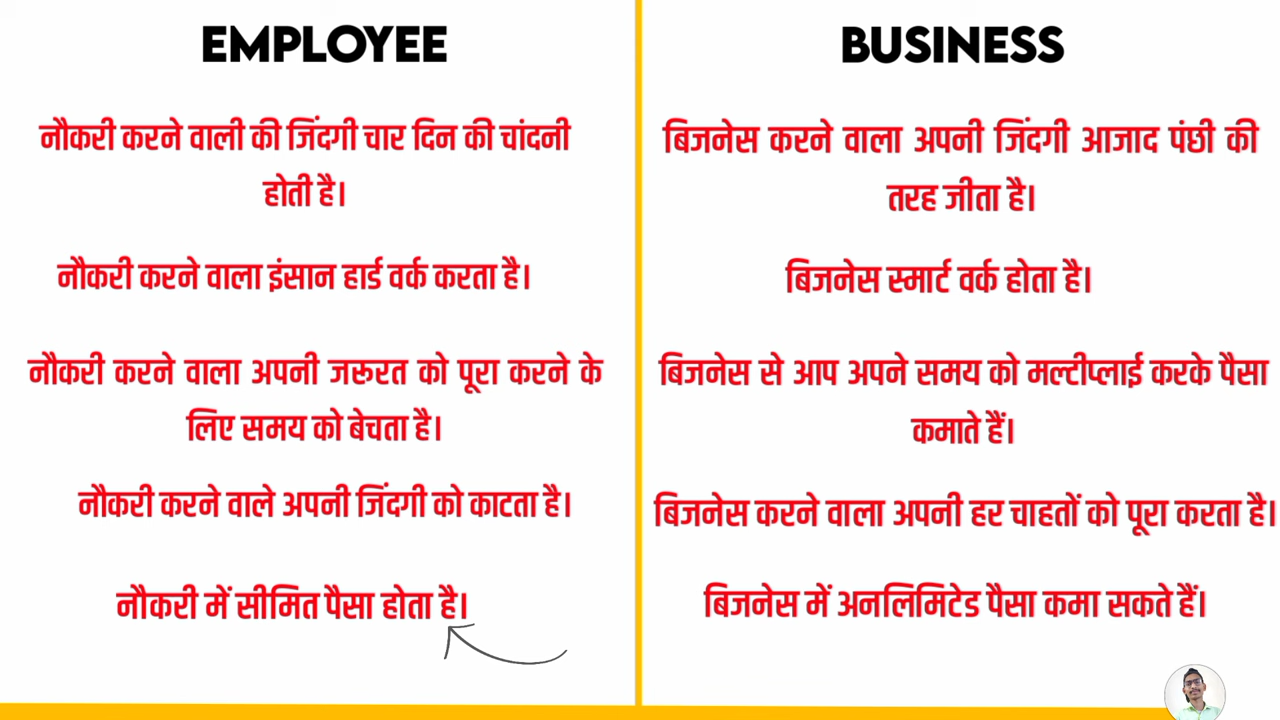 EMPLOYEE
नौकरी करने वाली की जिंदगी चार दिन की चांदनी
होती है।
नौकरी करने वाला इंसान हार्ड वर्क करता है।
नौकरी करने वाला अपनी जरूरत को पूरा करने के
लिए समय को बेचता है।
नौकरी करने वाले अपनी जिंदगी को काटता है।
नौकरी में सीमित पैसा होता है।
BUSINESS
बिजनेस करने वाला अपनी जिंदगी आजाद पंछी की
तरह जीता है।
बिजनेस स्मार्ट वर्क होता है।
बिजनेस से आप अपने समय को मल्टीप्लाई करके पैसा
कमाते हैं।
बिजनेस करने वाला अपनी हर चाहतों को पूरा करता है।
बिजनेस में अनलिमिटेड पैसा कमा सकते हैं।